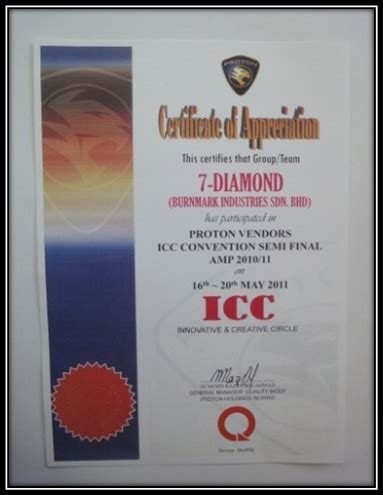 PROTON
Certificate of Appreciation
This certifies that Group/Team
7-DIAMOND
(BURNMARK INDUSTRIES SDN. BHD)
has participated in
PROTON VENDORS
ICC CONVENTION SEMI FINAL
AMP 2010/11
on
16th ~ 20th MAY 2011
ICC
INNOVATIVE & CREATIVE CIRCLE
GENERAL MANAGER QUALITY
PROTON HOLDINGS BERHAD
Q
Group Quality